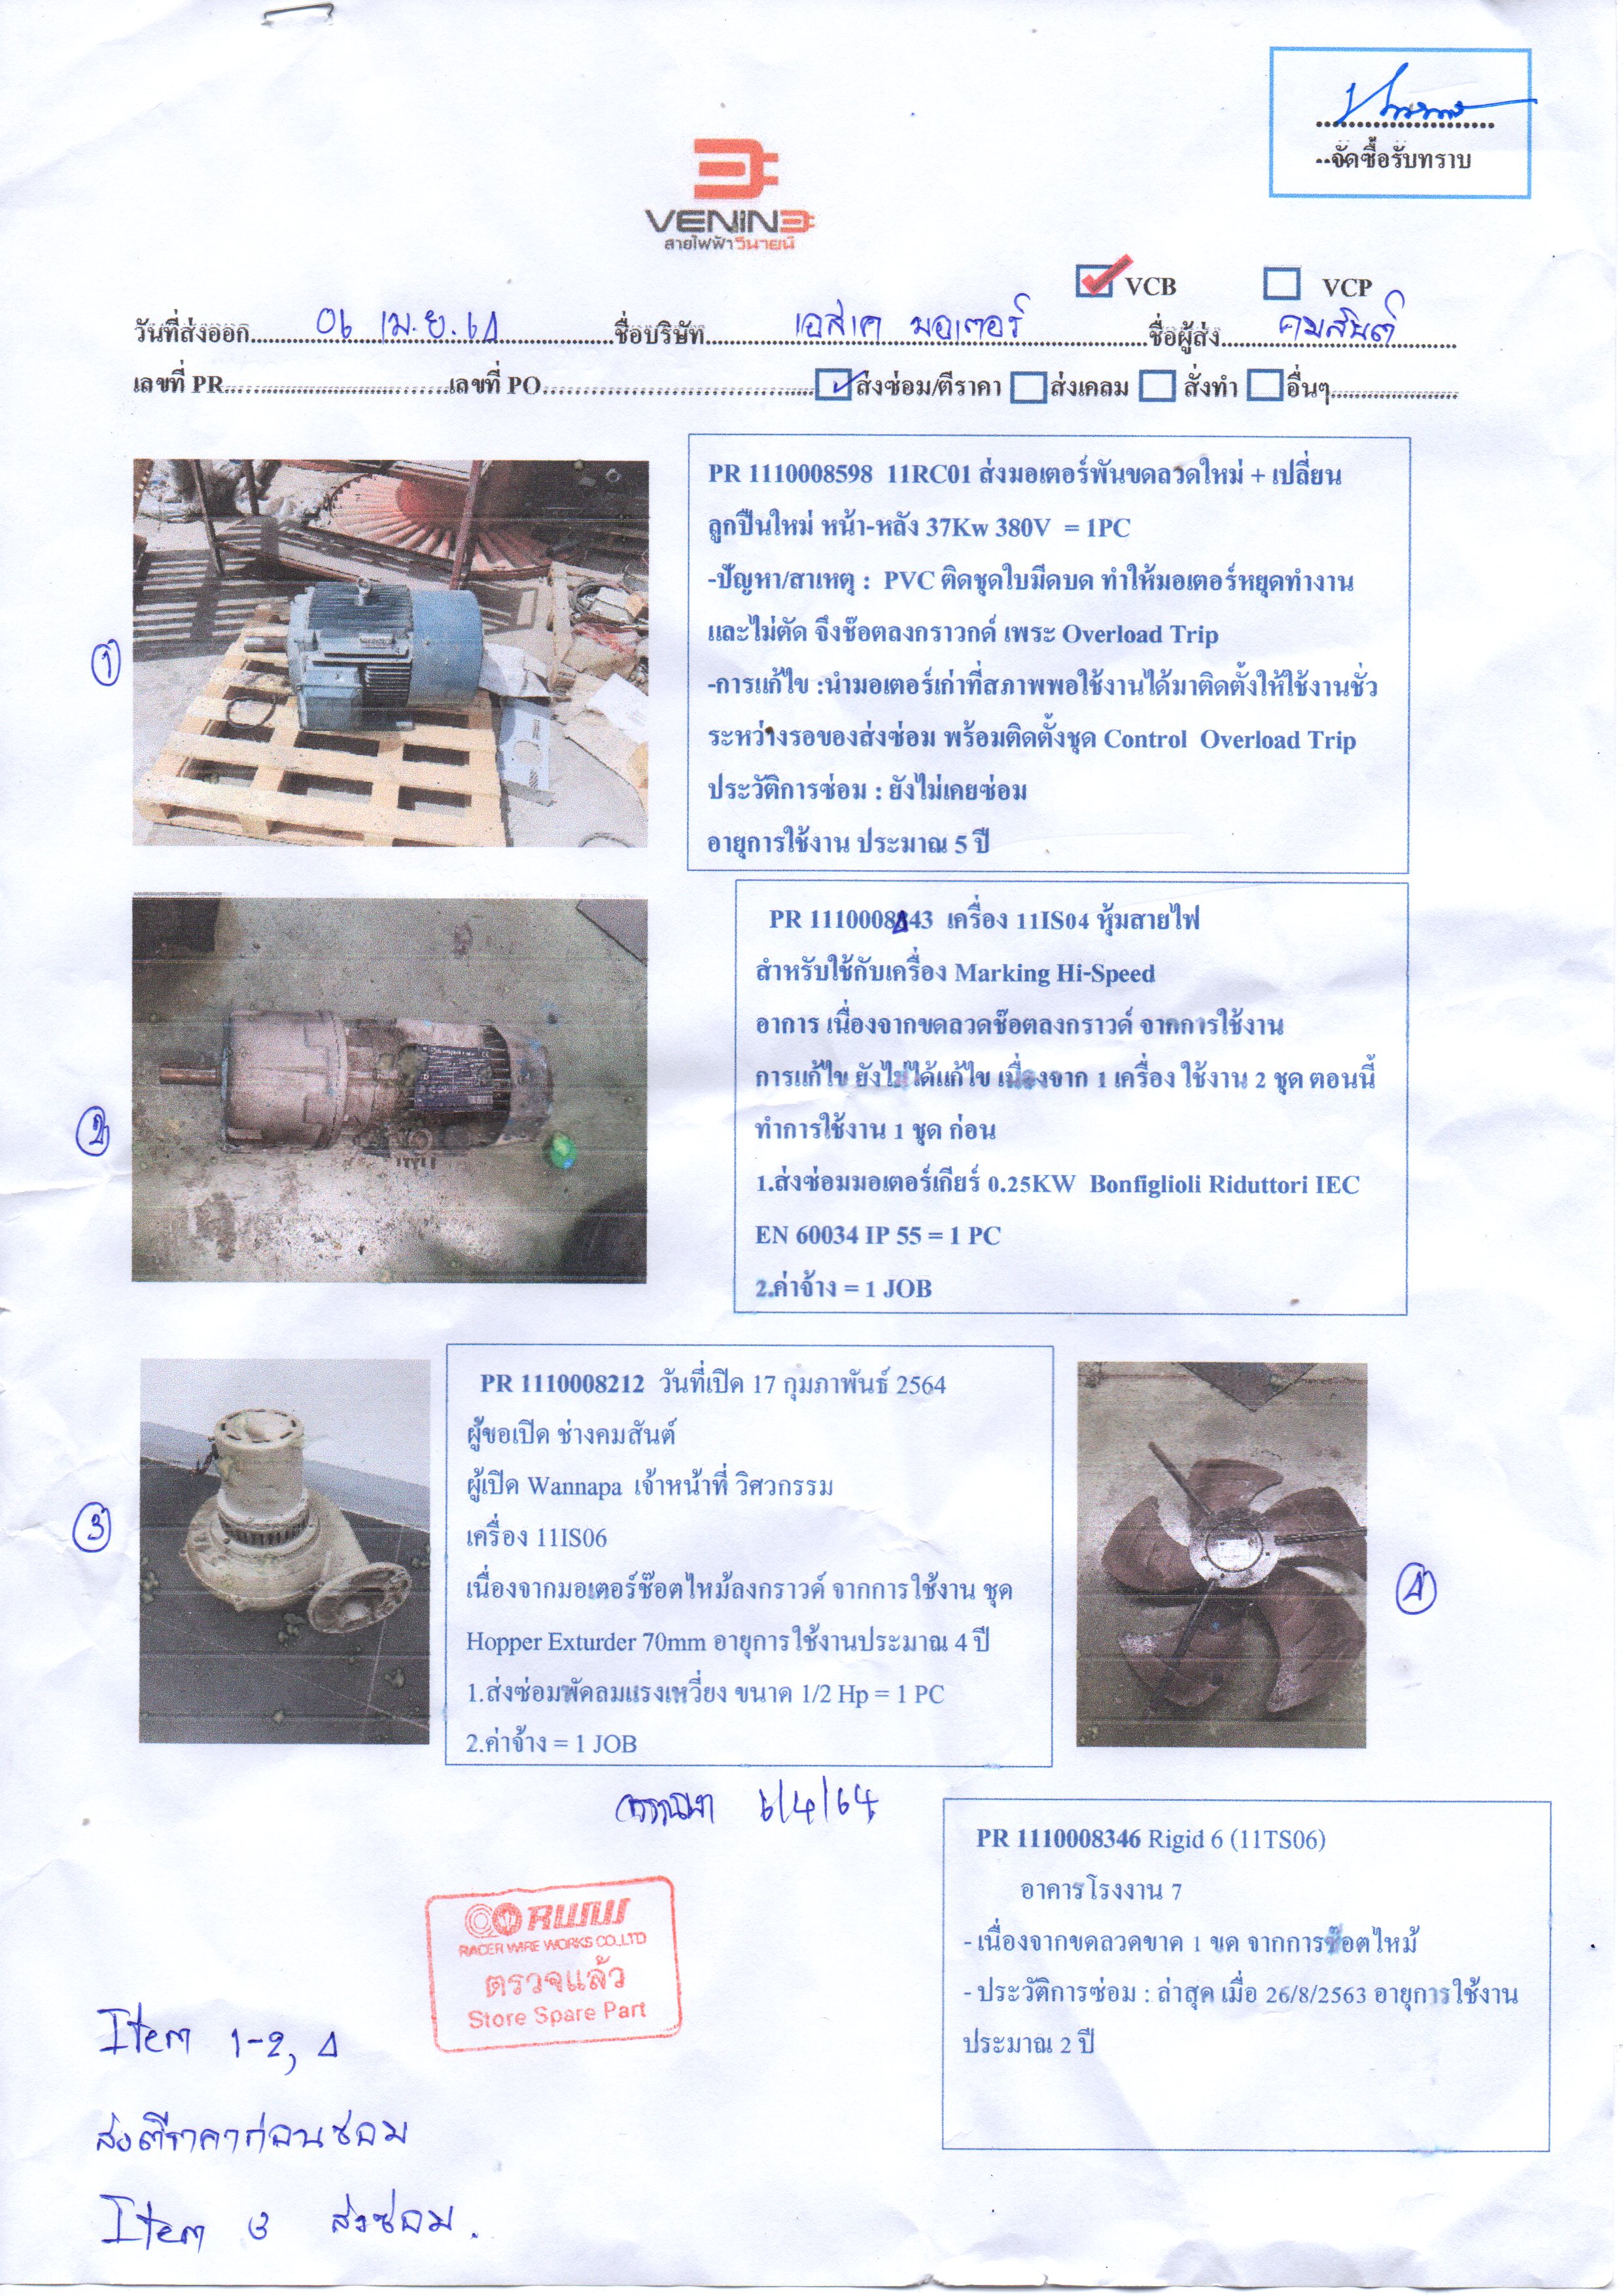 จัดซื้อรับทราบ
VENINE
สายไฟฟ้าวีนายน์
VCB VCP
วันที่ส่งออก 06 เม.ย. 64 ชื่อบริษัท เอสเค มอเตอร์ ชื่อผู้ส่ง คมสันต์
เลขที่ PR เลขที่ PO ส่งซ่อม/ตีราคา ส่งเคลม สั่งทำ อื่นๆ
1
PR 1110008598 11RC01 ส่งมอเตอร์พันขดลวดใหม่ + เปลี่ยน
ลูกปืนใหม่ หน้า-หลัง 37Kw 380V = 1PC
-ปัญหา/สาเหตุ : PVC ติดชุดใบมีดบด ทำให้มอเตอร์หยุดทำงาน
และไม่ตัด จึงช๊อตลงกราวกด์ เพระ Overload Trip
-การแก้ไข :นำมอเตอร์เก่าที่สภาพพอใช้งานได้มาติดตั้งให้ใช้งานชั่ว
ระหว่างรอของส่งซ่อม พร้อมติดตั้งชุด Control Overload Trip
ประวัติการซ่อม : ยังไม่เคยซ่อม
อายุการใช้งาน ประมาณ 5 ปี
2
PR 1110008443 เครื่อง 11IS04 หุ้มสายไฟ
สำหรับใช้กับเครื่อง Marking Hi-Speed
อาการ เนื่องจากขดลวดช๊อตลงกราวด์ จากการใช้งาน
การแก้ไข ยังไม่ได้แก้ไข เนื่องจาก 1 เครื่อง ใช้งาน 2 ชุด ตอนนี้
ทำการใช้งาน 1 ชุด ก่อน
1.ส่งซ่อมมอเตอร์เกียร์ 0.25KW Bonfiglioli Riduttori IEC
EN 60034 IP 55 = 1 PC
2.ค่าจ้าง = 1 JOB
3
PR 1110008212 วันที่เปิด 17 กุมภาพันธ์ 2564
ผู้ขอเปิด ช่างคมสันต์
ผู้เปิด Wannapa เจ้าหน้าที่ วิศวกรรม
เครื่อง 11IS06
เนื่องจากมอเตอร์ช๊อตไหม้ลงกราวด์ จากการใช้งาน ชุด
Hopper Exturder 70mm อายุการใช้งานประมาณ 4 ปี
1.ส่งซ่อมพัดลมแรงเหวี่ยง ขนาด 1/2 Hp = 1 PC
2.ค่าจ้าง = 1 JOB
4
6/4/64
PR 1110008346 Rigid 6 (11TS06)
อาคารโรงงาน 7
- เนื่องจากขดลวดขาด 1 ขด จากการช๊อตไหม้
- ประวัติการซ่อม : ล่าสุด เมื่อ 26/8/2563 อายุการใช้งาน
ประมาณ 2 ปี
RWW
RACER WIRE WORKS CO.,LTD
ตรวจแล้ว
Store Spare Part
Item 1-2, 4
ส่งตีราคาก่อนซ่อม
Item 3 ส่งซ่อม.